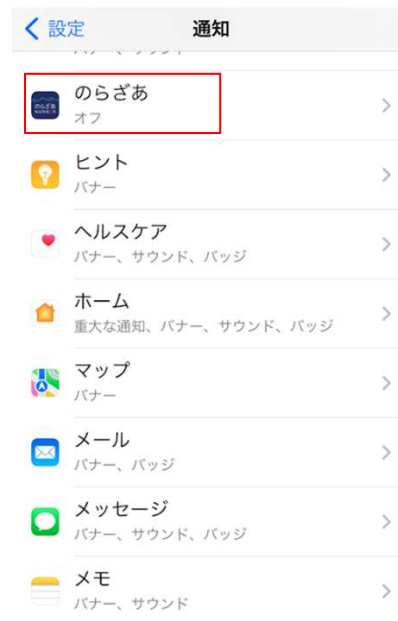 設定
通知
のらざあ
オフ
ヒント
バナー
ヘルスケア
バナー、サウンド、バッジ
ホーム
重大な通知、バナー、サウンド、バッジ
マップ
バナー
メール
バナー、バッジ
メッセージ
バナー、サウンド、バッジ
メモ
バナー、サウンド